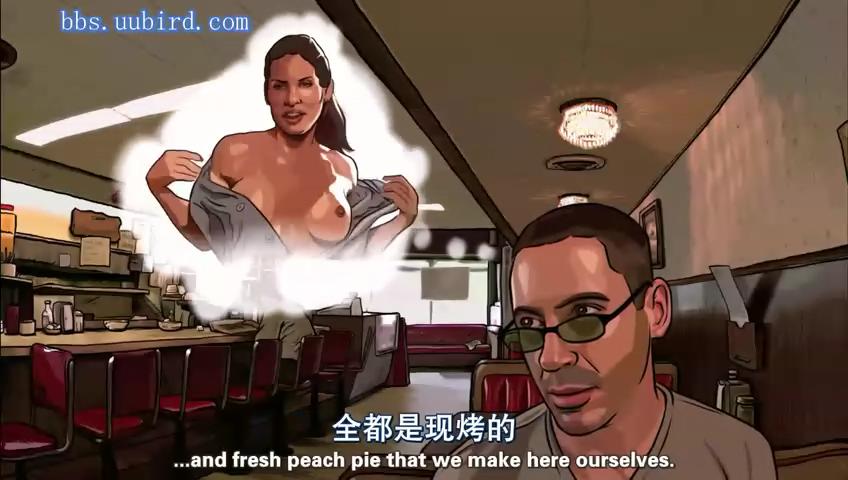 bbs.uubird.com
全都是现烤的
...and fresh peach pie that we make here ourselves.